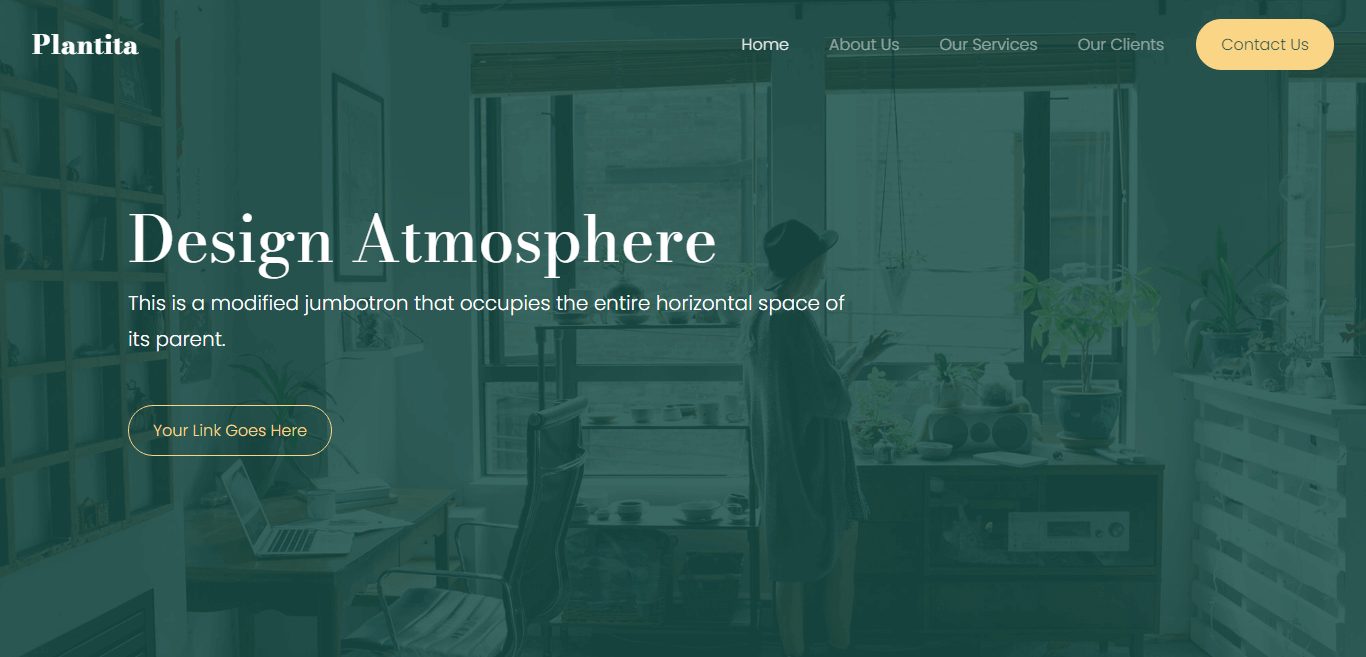 Plantita
Home About Us Our Services Our Clients Contact Us
Design Atmosphere
This is a modified jumbotron that occupies the entire horizontal space of
its parent.
Your Link Goes Here